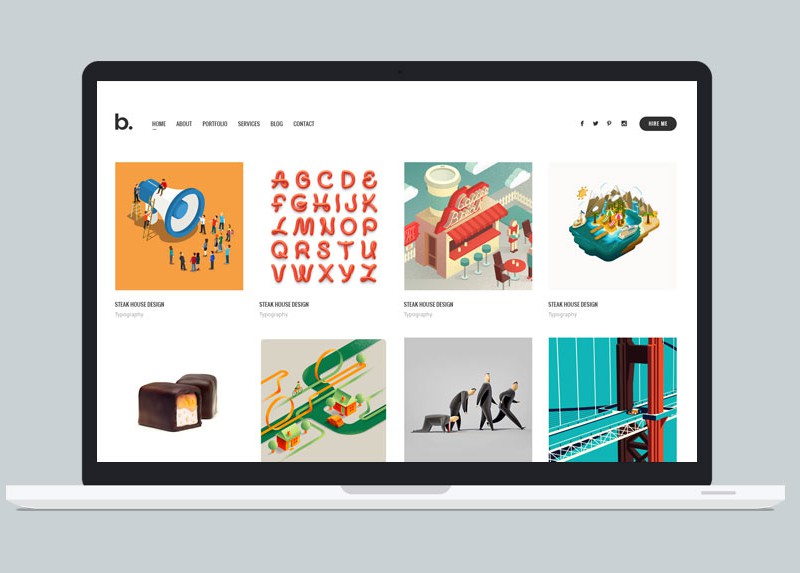 b.
HOME ABOUT PORTFOLIO SERVICES BLOG CONTACT
HIRE ME
A B C D E
F G H I J K
L M N O P
Q R S T U
V W X Y Z
Coffee
Break
STEAK HOUSE DESIGN
Typography
STEAK HOUSE DESIGN
Typography
STEAK HOUSE DESIGN
Typography
STEAK HOUSE DESIGN
Typography